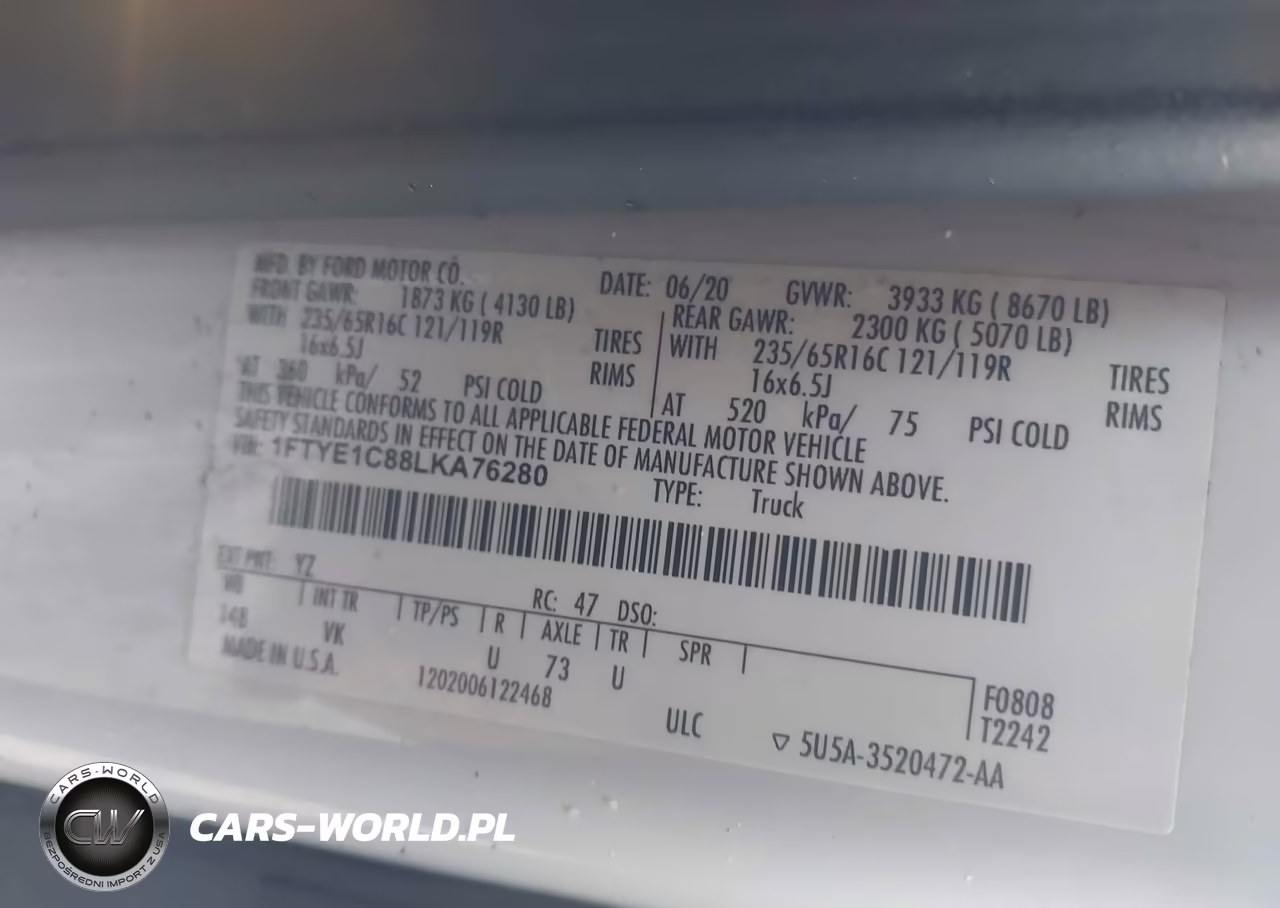 MFD. BY FORD MOTOR CO.
DATE: 06/20
GVWR: 3933 KG ( 8670 LB)
FRONT GAWR: 1873 KG ( 4130 LB)
REAR GAWR: 2300 KG ( 5070 LB)
WITH 235/65R16C 121/119R TIRES
WITH 235/65R16C 121/119R TIRES
16x6.5J RIMS
16x6.5J RIMS
AT 360 kPa/ 52 PSI COLD
AT 520 kPa/ 75 PSI COLD
THIS VEHICLE CONFORMS TO ALL APPLICABLE FEDERAL MOTOR VEHICLE
SAFETY STANDARDS IN EFFECT ON THE DATE OF MANUFACTURE SHOWN ABOVE.
VIN: 1FTYE1C88LKA76280
TYPE: Truck
EXT PNT: YZ RC: 47 DSO:
WB INT TR TP/PS R AXLE TR SPR
148 VK U 73 U
F0808
T2242
MADE IN U.S.A. 1202006122468 ULC
5U5A-3520472-AA
CARS-WORLD
CW
BEZPOŚREDNI IMPORT Z USA
CARS-WORLD.PL